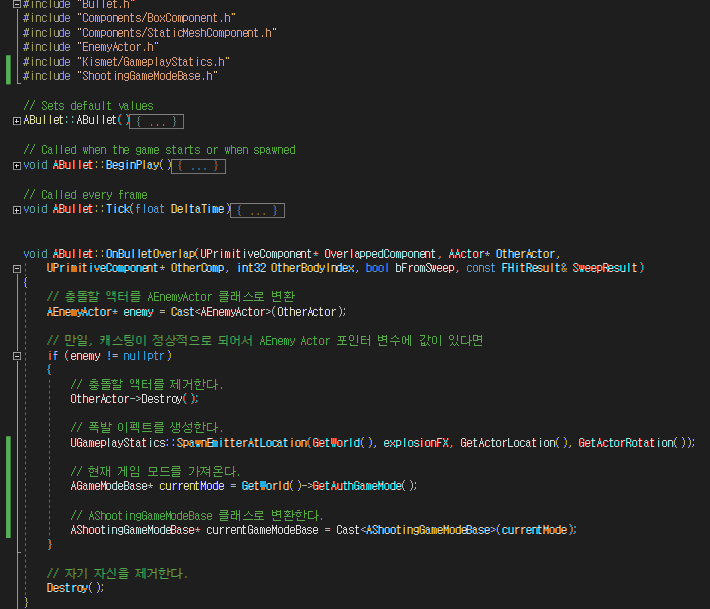 #include "Bullet.h"
#include "Components/BoxComponent.h"
#include "Components/StaticMeshComponent.h"
#include "EnemyActor.h"
#include "Kismet/GameplayStatics.h"
#include "ShootingGameModeBase.h"
// Sets default values
ABullet::ABullet(){ ... }
// Called when the game starts or when spawned
void ABullet::BeginPlay(){ ... }
// Called every frame
void ABullet::Tick(float DeltaTime){ ... }
void ABullet::OnBulletOverlap(UPrimitiveComponent* OverlappedComponent, AActor* OtherActor,
UPrimitiveComponent* OtherComp, int32 OtherBodyIndex, bool bFromSweep, const FHitResult& SweepResult)
{
// 충돌할 액터를 AEnemyActor 클래스로 변환
AEnemyActor* enemy = Cast<AEnemyActor>(OtherActor);
// 만일, 캐스팅이 정상적으로 되어서 AEnemy Actor 포인터 변수에 값이 있다면
if (enemy != nullptr)
{
// 충돌할 액터를 제거한다.
OtherActor->Destroy();
// 폭발 이펙트를 생성한다.
UGameplayStatics::SpawnEmitterAtLocation(GetWorld(), explosionFX, GetActorLocation(), GetActorRotation());
// 현재 게임 모드를 가져온다.
AGameModeBase* currentMode = GetWorld()->GetAuthGameMode();
// AShootingGameModeBase 클래스로 변환한다.
AShootingGameModeBase* currentGameModeBase = Cast<AShootingGameModeBase>(currentMode);
}
// 자기 자신을 제거한다.
Destroy();
}